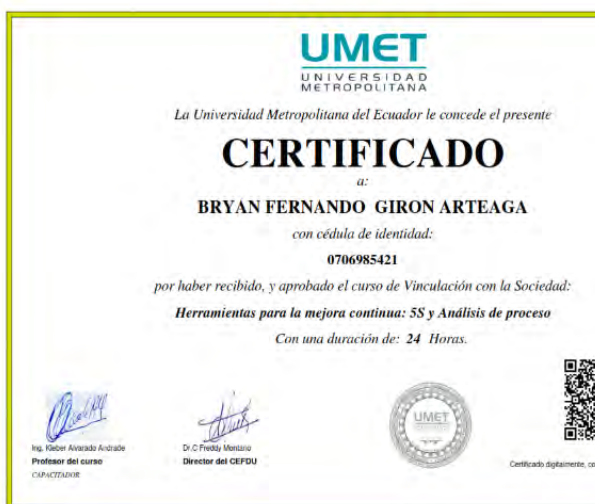 UMET
UNIVERSIDAD
METROPOLITANA
La Universidad Metropolitana del Ecuador le concede el presente
CERTIFICADO
a:
BRYAN FERNANDO GIRON ARTEAGA
con cédula de identidad:
0706985421
por haber recibido, y aprobado el curso de Vinculación con la Sociedad:
Herramientas para la mejora continua: 5S y Análisis de proceso
Con una duración de: 24 Horas.
Ing. Kleber Alvarado Andrade
Profesor del curso
CAPACITADOR
Dr.C Freddy Montano
Director del CEFDU
UMET
Certificado digitalmente, co